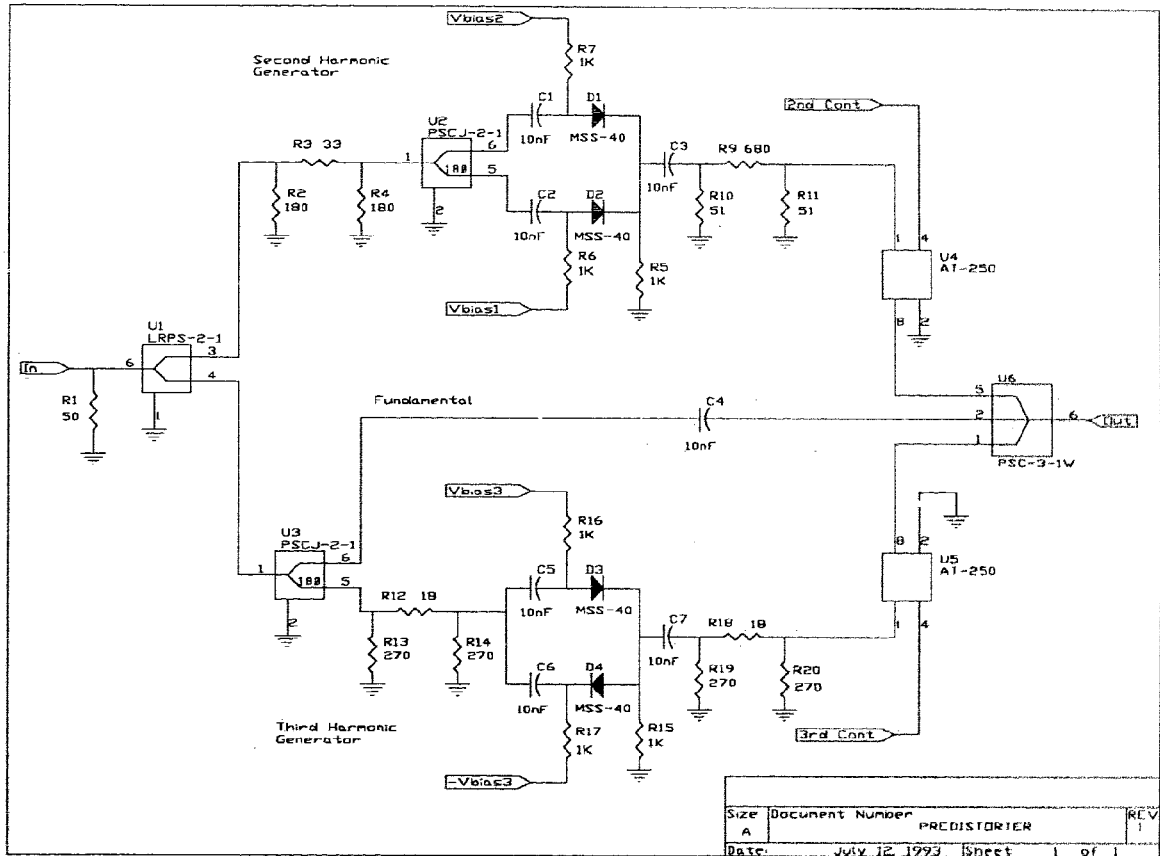 Vbias2
R7
1K
Second Harmonic
Generator
C1
D1
2nd Cont
U2
PSCJ-2-1
10nF
MSS-40
R3 33
1
6
5
180
2
C3
R9 680
R2
180
R4
180
C2
D2
10nF
R10
51
R11
51
10nF
MSS-40
R6
1K
R5
1K
1
4
U4
AT-250
Vbias1
8
2
U1
LRPS-2-1
In
6
3
4
1
R1
50
Fundamental
C4
10nF
U6
5
2
1
6
Out
PSC-3-1W
Vbias3
R16
1K
U3
PSCJ-2-1
1
6
5
180
2
8
2
U5
AT-250
1
4
R12 18
C5
D3
10nF
MSS-40
C7
R18 18
R13
270
R14
270
C6
D4
10nF
R19
270
R20
270
10nF
MSS-40
Third Harmonic
Generator
R17
1K
R15
1K
3rd Cont
-Vbias3
Size
A
Document Number
PREDISTORTER
REV
1
Date:
July 12, 1993
Sheet
1 of 1